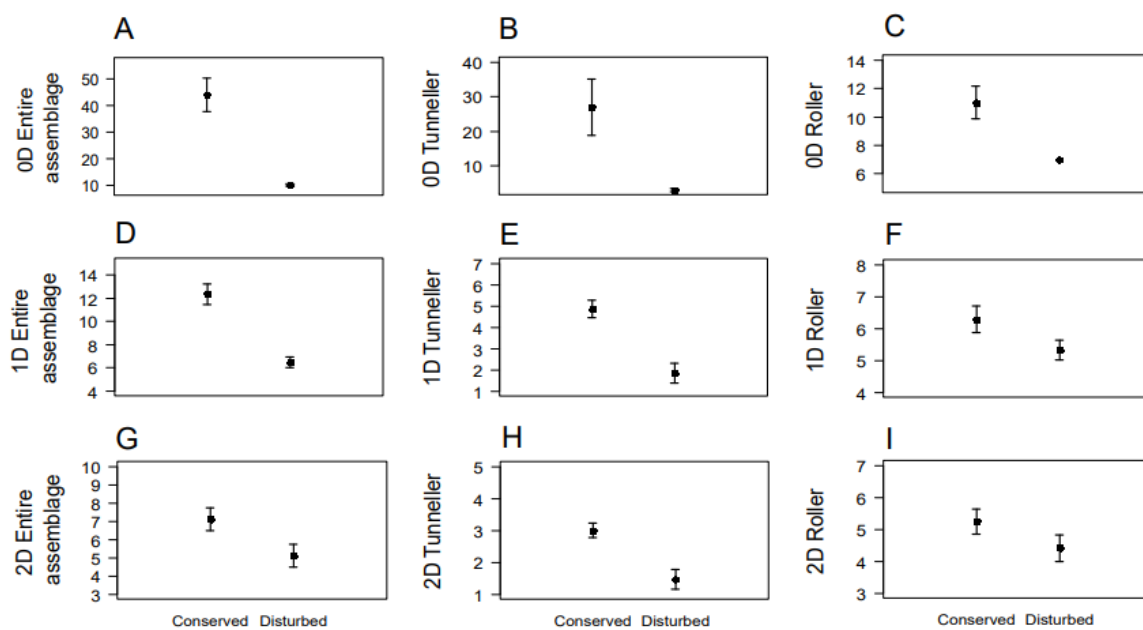 A
B
C
0D Entire
assemblage
50
40
30
20
10
0D Tunneller
40
30
20
10
0D Roller
14
12
10
8
6
D
E
F
1D Entire
assemblage
14
12
10
8
6
4
1D Tunneller
7
6
5
4
3
2
1
1D Roller
8
7
6
5
4
G
H
I
2D Entire
assemblage
10
9
8
7
6
5
4
3
2D Tunneller
5
4
3
2
1
2D Roller
7
6
5
4
3
Conserved Disturbed
Conserved Disturbed
Conserved Disturbed